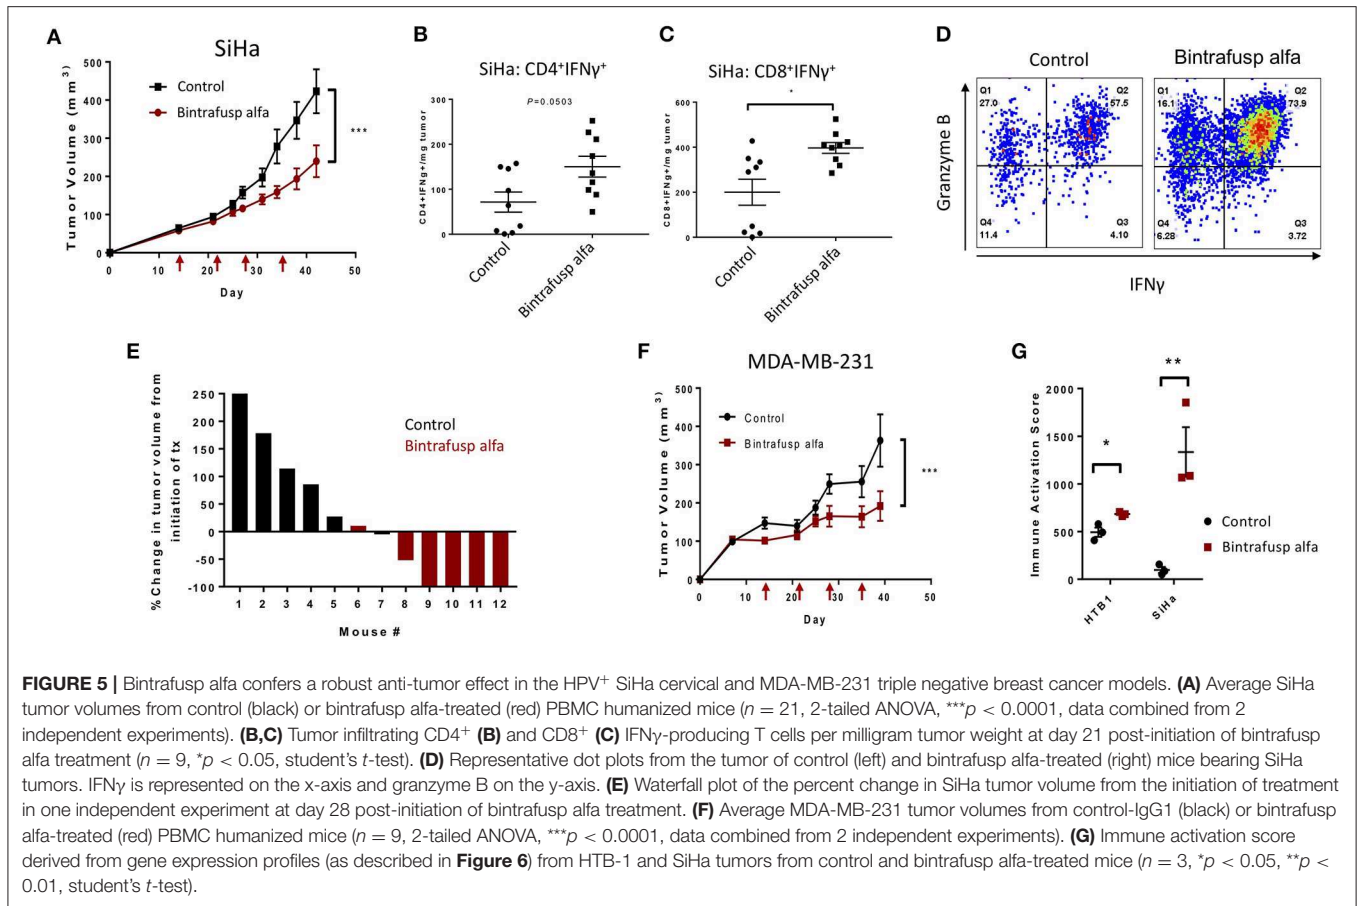 A
SiHa
Tumor Volume (mm³)
500
400
300
200
100
0
Control
Bintrafusp alfa
***
0
10
20
30
40
50
Day
B
SiHa: CD4⁺IFNγ⁺
CD4+IFNg+/mg tumor
300
200
100
0
P=0.0503
Control
Bintrafusp alfa
C
SiHa: CD8⁺IFNγ⁺
CD8+IFNg+/mg tumor
600
400
200
0
*
Control
Bintrafusp alfa
D
Control
Bintrafusp alfa
Granzyme B
Q1
27.0
Q2
57.5
Q4
11.4
Q3
4.10
Q1
16.1
Q2
73.9
Q4
6.28
Q3
3.72
IFNγ
E
%Change in tumor volume from
initiation of tx
250
200
150
100
50
0
-50
-100
Control
Bintrafusp alfa
1 2 3 4 5 6 7 8 9 10 11 12
Mouse #
F
MDA-MB-231
Tumor Volume (mm³)
500
400
300
200
100
0
Control
Bintrafusp alfa
***
0
10
20
30
40
50
Day
G
Immune Activation Score
2000
1500
1000
500
0
*
**
HTB1
SiHa
Control
Bintrafusp alfa
FIGURE 5 | Bintrafusp alfa confers a robust anti-tumor effect in the HPV⁺ SiHa cervical and MDA-MB-231 triple negative breast cancer models. (A) Average SiHa
tumor volumes from control (black) or bintrafusp alfa-treated (red) PBMC humanized mice (n = 21, 2-tailed ANOVA, ***p < 0.0001, data combined from 2
independent experiments). (B,C) Tumor infiltrating CD4⁺ (B) and CD8⁺ (C) IFNγ-producing T cells per milligram tumor weight at day 21 post-initiation of bintrafusp
alfa treatment (n = 9, *p < 0.05, student's t-test). (D) Representative dot plots from the tumor of control (left) and bintrafusp alfa-treated (right) mice bearing SiHa
tumors. IFNγ is represented on the x-axis and granzyme B on the y-axis. (E) Waterfall plot of the percent change in SiHa tumor volume from the initiation of treatment
in one independent experiment at day 28 post-initiation of bintrafusp alfa treatment. (F) Average MDA-MB-231 tumor volumes from control-IgG1 (black) or bintrafusp
alfa-treated (red) PBMC humanized mice (n = 9, 2-tailed ANOVA, ***p < 0.0001, data combined from 2 independent experiments). (G) Immune activation score
derived from gene expression profiles (as described in Figure 6) from HTB-1 and SiHa tumors from control and bintrafusp alfa-treated mice (n = 3, *p < 0.05, **p <
0.01, student's t-test).